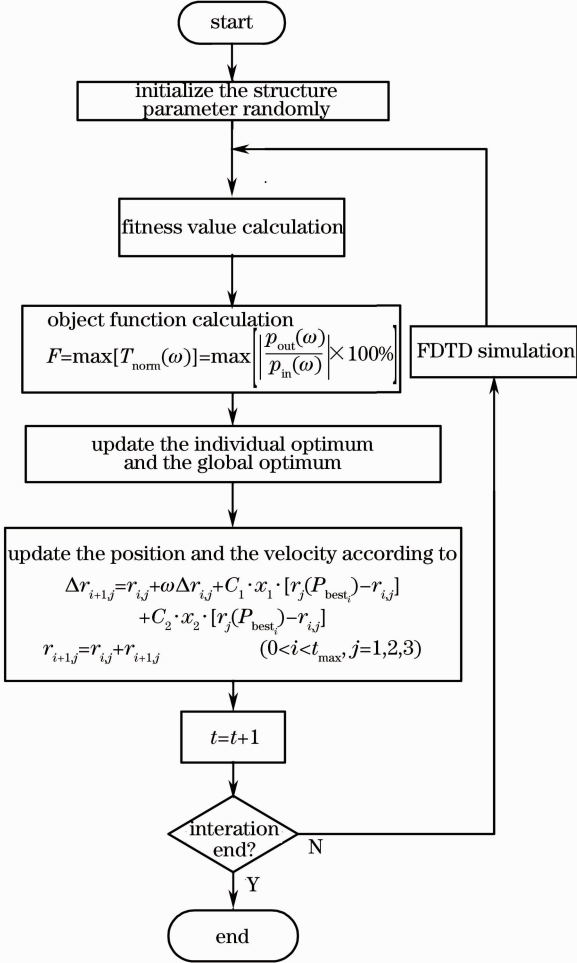 start
initialize the structure
parameter randomly
fitness value calculation
object function calculation
F=max[T_norm(ω)]=max[|p_out(ω)/p_in(ω)|×100%]
FDTD simulation
update the individual optimum
and the global optimum
update the position and the velocity according to
Δr_{i+1,j}=r_{i,j}+ωΔr_{i,j}+C_1·x_1·[r_j(P_{best_i})−r_{i,j}]
+C_2·x_2·[r_j(P_{best_i})−r_{i,j}]
r_{i+1,j}=r_{i,j}+r_{i+1,j} (0<i<t_max, j=1,2,3)
t=t+1
interation
end?
N
Y
end